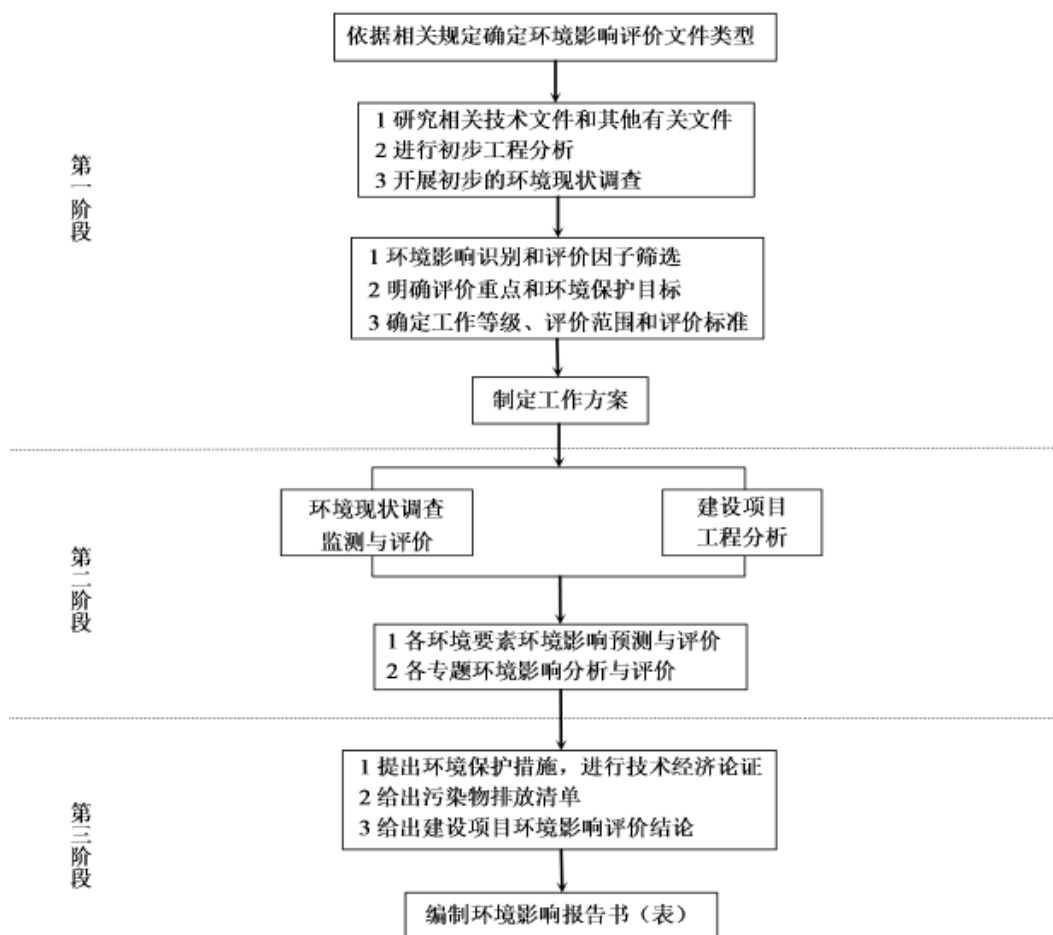 依据相关规定确定环境影响评价文件类型
1 研究相关技术文件和其他有关文件
2 进行初步工程分析
3 开展初步的环境现状调查
第一阶段
1 环境影响识别和评价因子筛选
2 明确评价重点和环境保护目标
3 确定工作等级、评价范围和评价标准
制定工作方案
环境现状调查
监测与评价
建设项目
工程分析
第二阶段
1 各环境要素环境影响预测与评价
2 各专题环境影响分析与评价
1 提出环境保护措施，进行技术经济论证
2 给出污染物排放清单
3 给出建设项目环境影响评价结论
第三阶段
编制环境影响报告书（表）